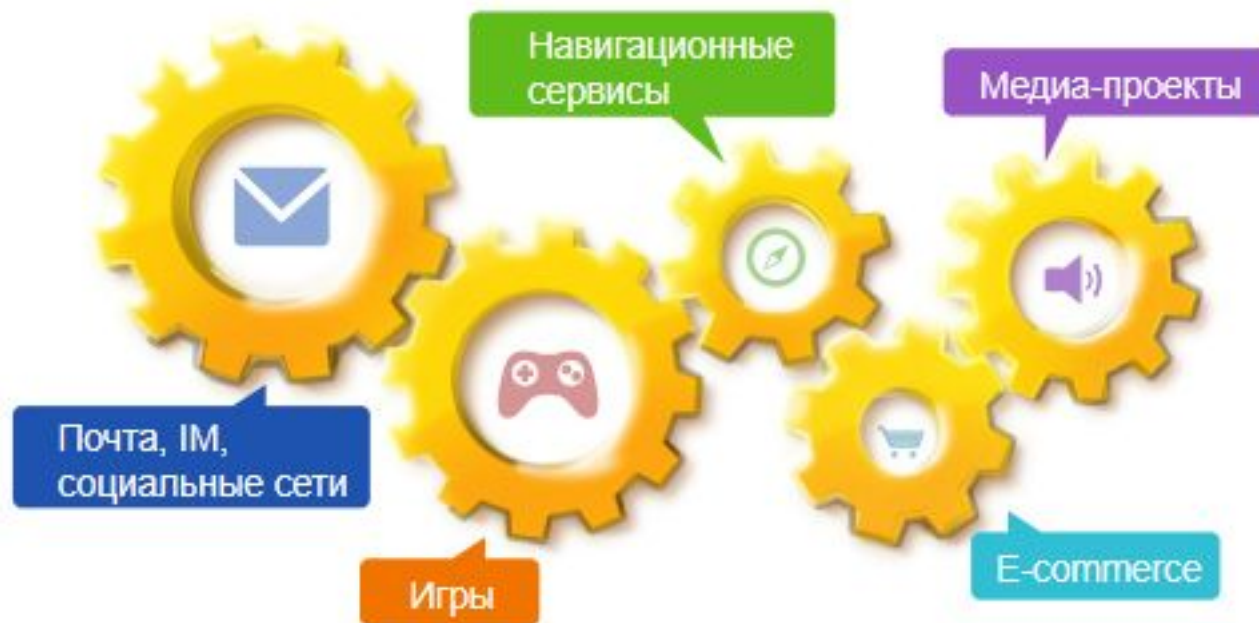 Навигационные
сервисы
Медиа-проекты
Почта, IM,
социальные сети
Игры
E-commerce